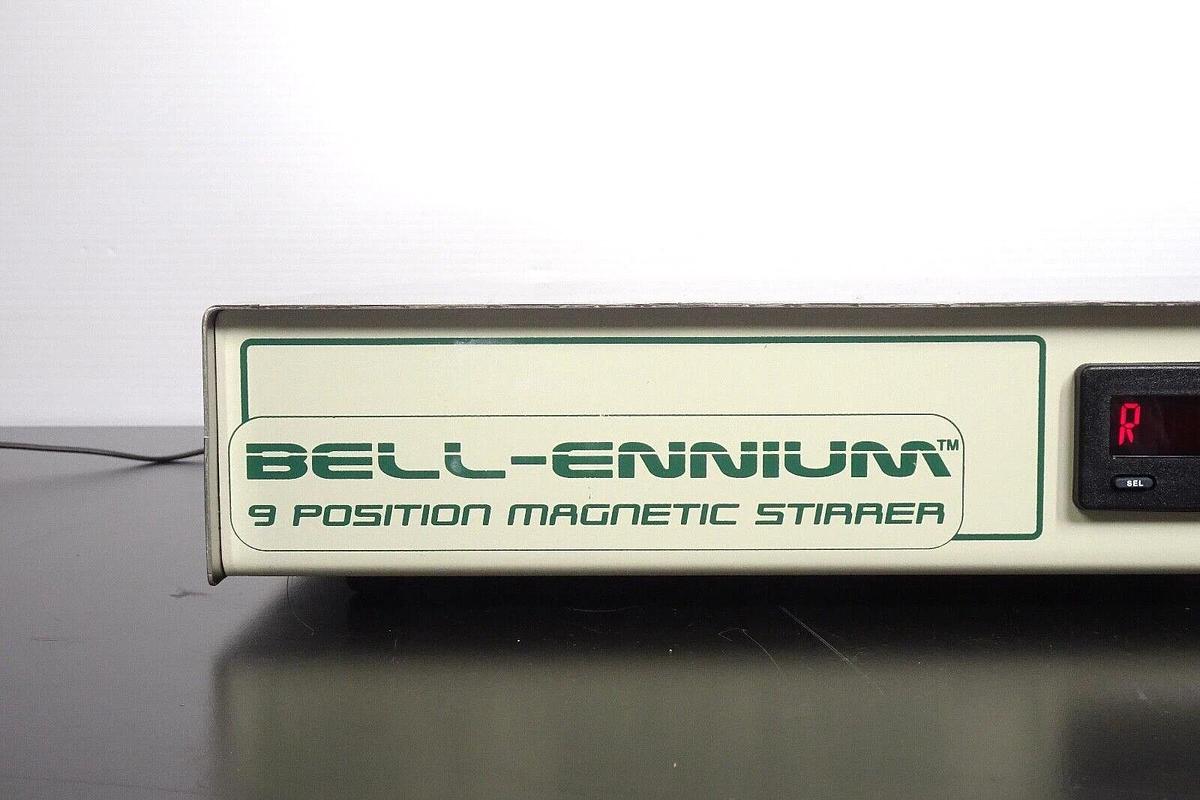 BELL-ENNIUM™
9 POSITION MAGNETIC STIRRER
R
SEL